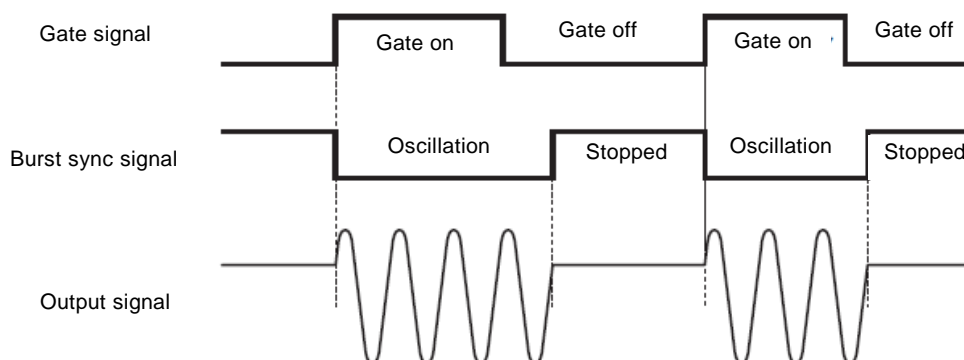 Gate signal
Gate on
Gate off
Gate on
Gate off
Burst sync signal
Oscillation
Stopped
Oscillation
Stopped
Output signal